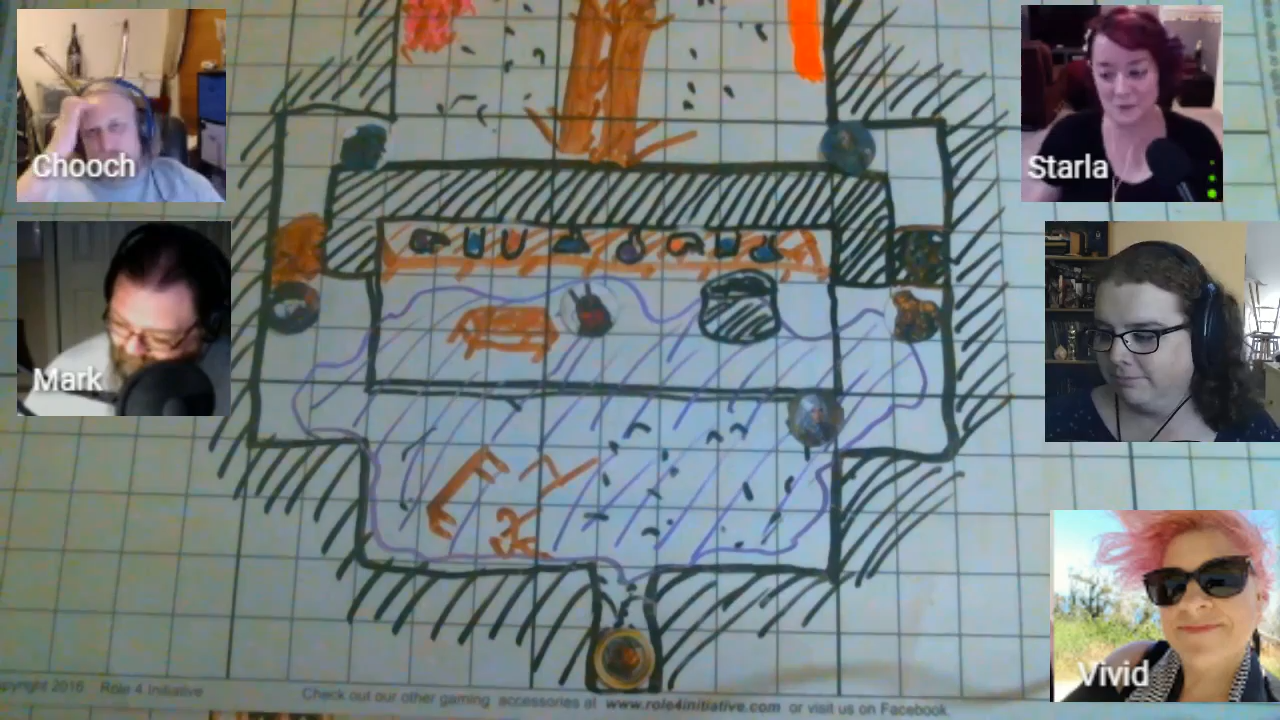 Chooch
Starla
Mark
Vivid
opyright 2016 Role 4 Initiative
Check out our other gaming accessories at www.role4initiative.com or visit us on Facebook.